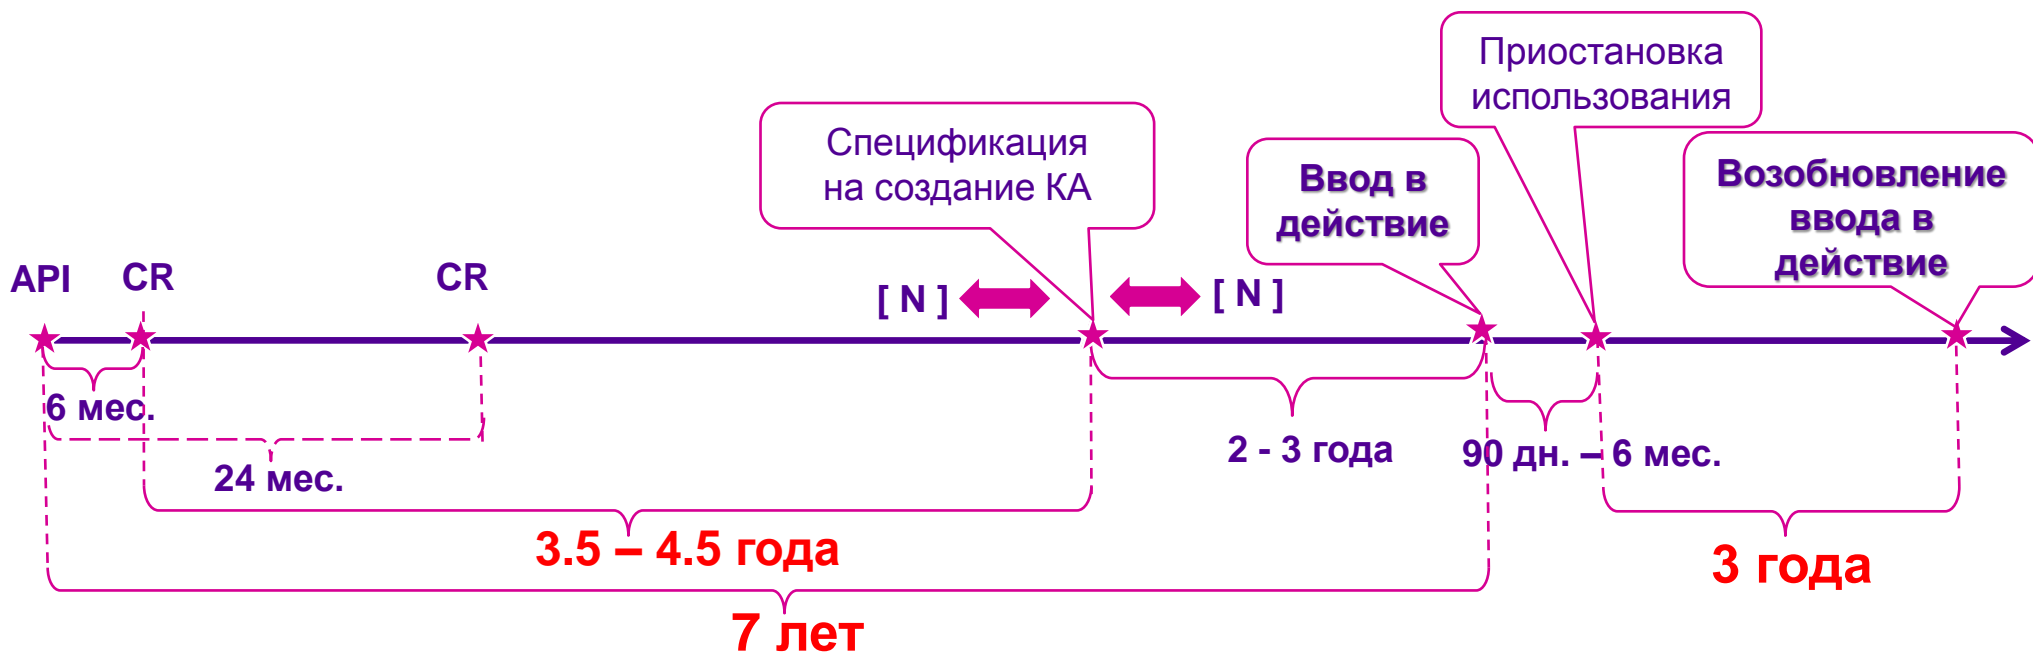 Приостановка
использования
Спецификация
на создание КА
Ввод в
действие
Возобновление
ввода в
действие
API
CR
CR
[ N ]
[ N ]
6 мес.
24 мес.
2 - 3 года
90 дн. – 6 мес.
3.5 – 4.5 года
3 года
7 лет